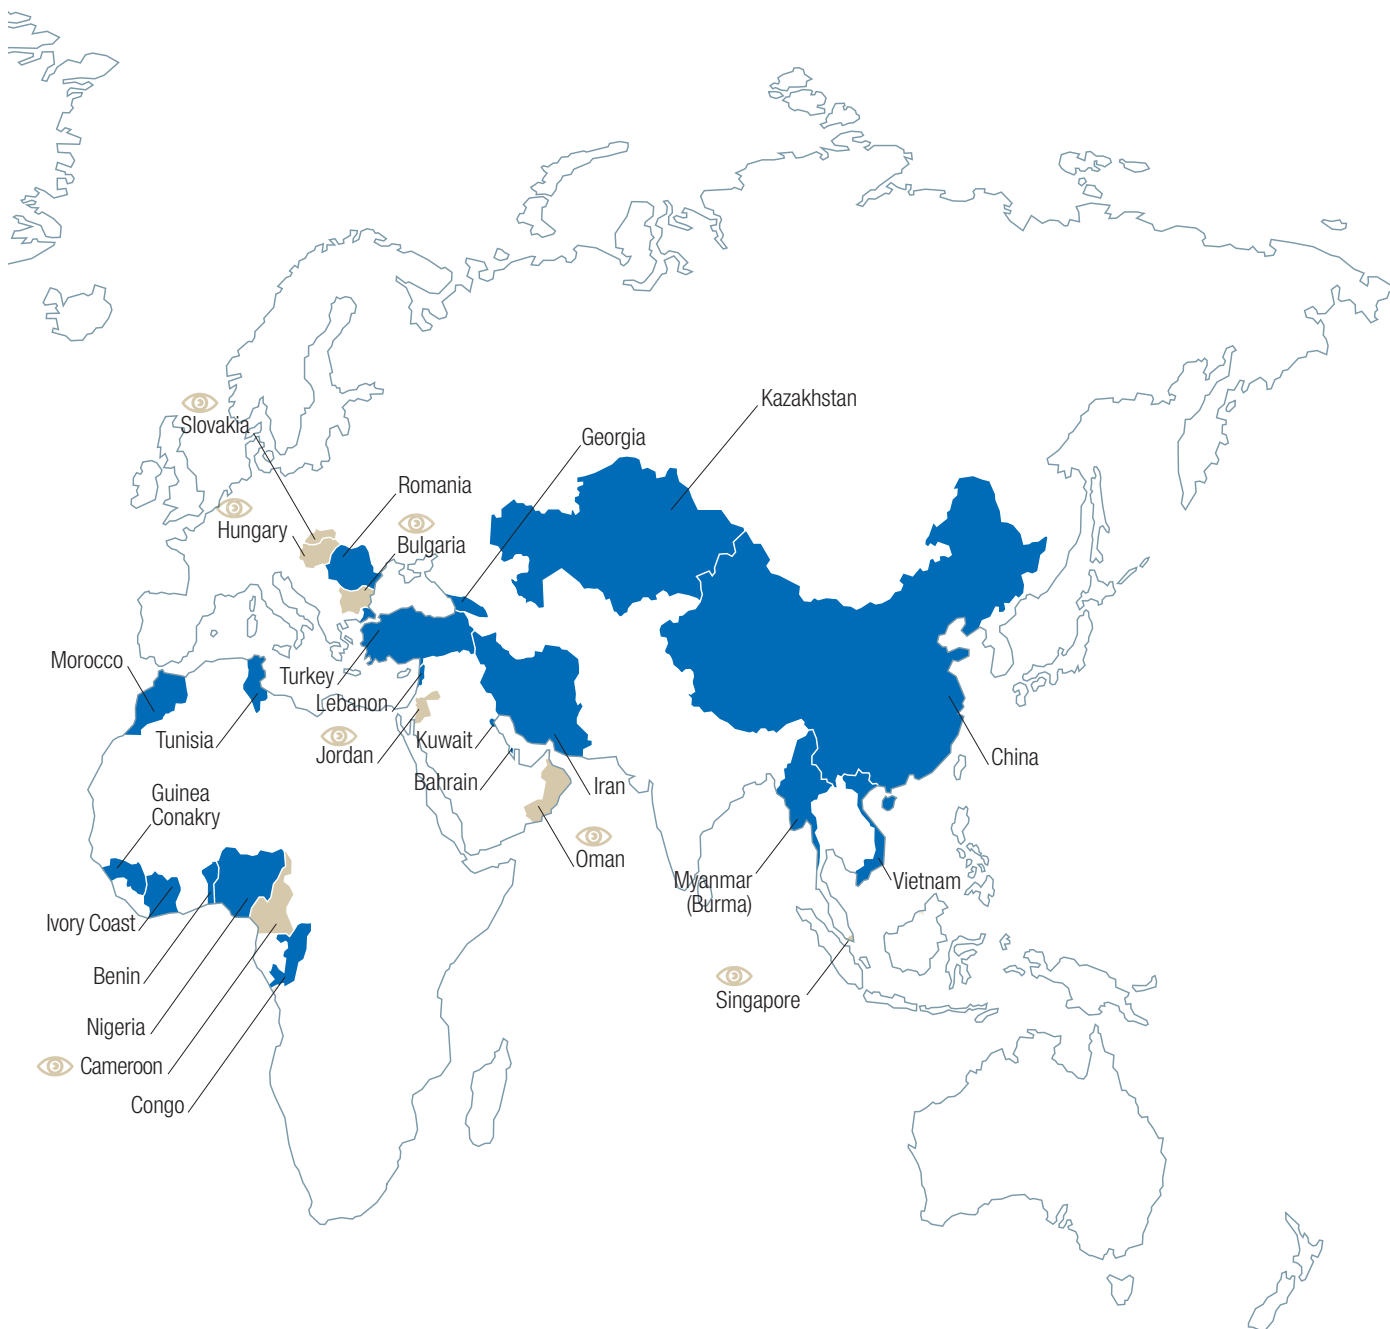 Kazakhstan
Slovakia
Georgia
Romania
Hungary
Bulgaria
Morocco
Turkey
Lebanon
Tunisia
Jordan
Kuwait
China
Bahrain
Iran
Guinea
Conakry
Oman
Myanmar
(Burma)
Vietnam
Ivory Coast
Benin
Singapore
Nigeria
Cameroon
Congo